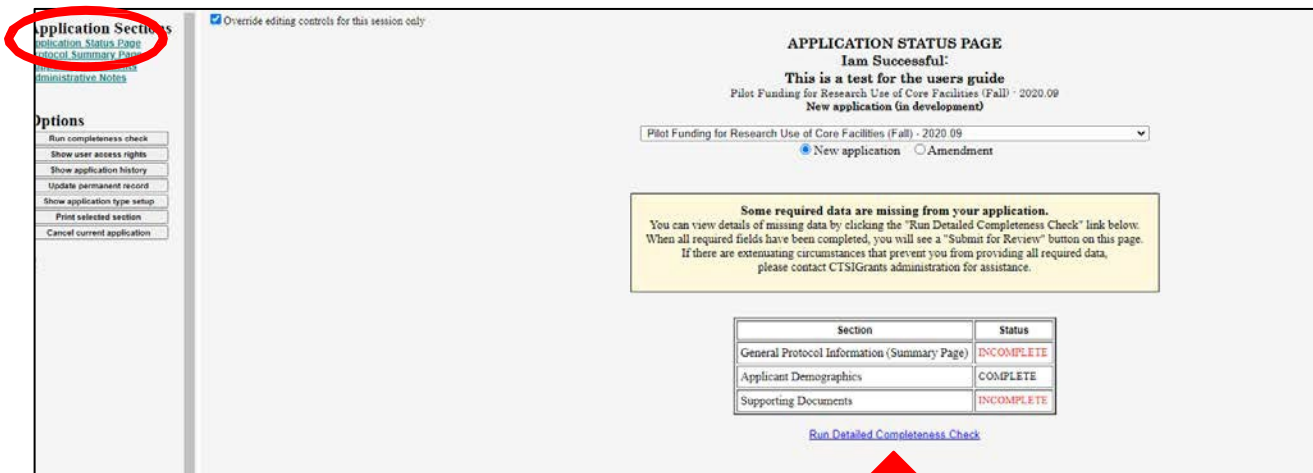 Application Sections
Application Status Page
Protocol Summary Page
Administrative Notes
Options
Run completeness check
Show user access rights
Show application history
Update permanent record
Show application type setup
Print selected section
Cancel current application
Override editing controls for this session only
APPLICATION STATUS PAGE
Iam Successful:
This is a test for the users guide
Pilot Funding for Research Use of Core Facilities (Fall) - 2020.09
New application (in development)
Pilot Funding for Research Use of Core Facilities (Fall) - 2020.09
New application Amendment
Some required data are missing from your application.
You can view details of missing data by clicking the "Run Detailed Completeness Check" link below.
When all required fields have been completed, you will see a "Submit for Review" button on this page.
If there are extenuating circumstances that prevent you from providing all required data,
please contact CTSIGrants administration for assistance.
Section Status
General Protocol Information (Summary Page) INCOMPLETE
Applicant Demographics COMPLETE
Supporting Documents INCOMPLETE
Run Detailed Completeness Check